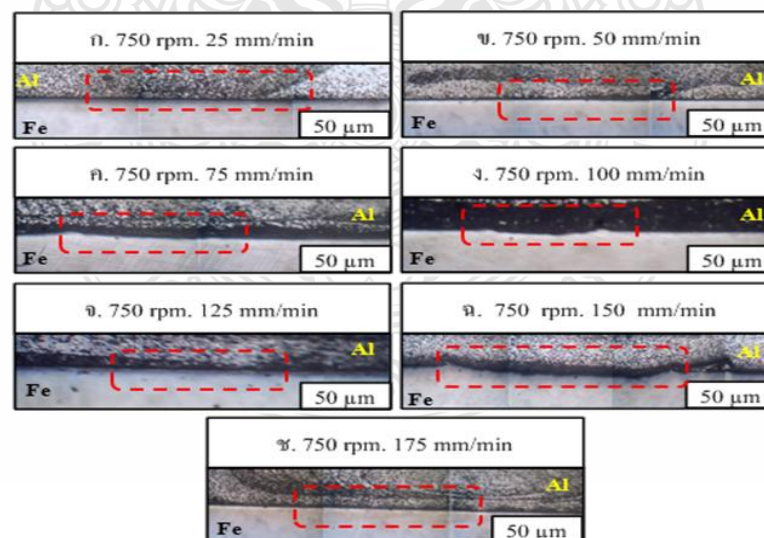 ก. 750 rpm. 25 mm/min
Al
Fe
50 μm
ข. 750 rpm. 50 mm/min
Al
Fe
50 μm
ค. 750 rpm. 75 mm/min
Al
Fe
50 μm
ง. 750 rpm. 100 mm/min
Al
Fe
50 μm
จ. 750 rpm. 125 mm/min
Al
Fe
50 μm
ฉ. 750 rpm. 150 mm/min
Al
Fe
50 μm
ช. 750 rpm. 175 mm/min
Al
Fe
50 μm